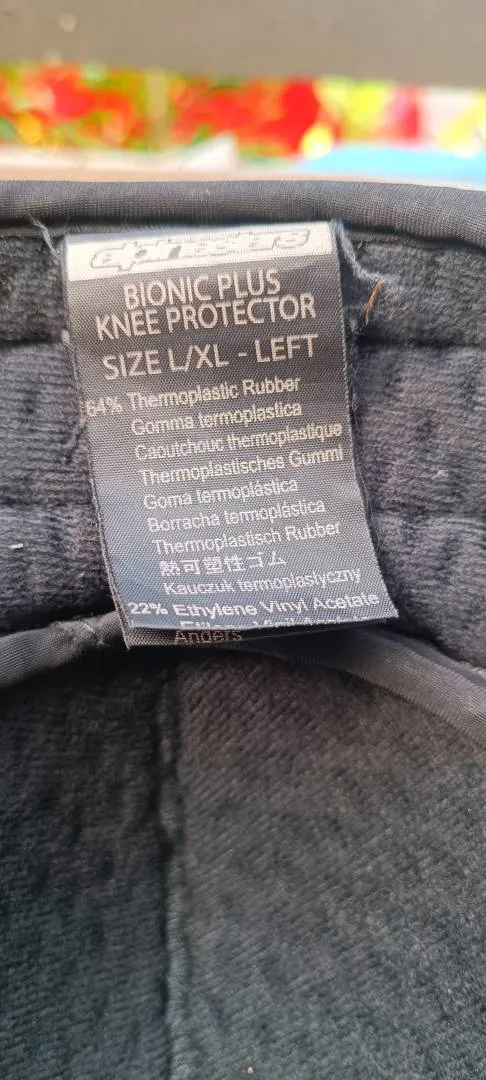 alpinestars
BIONIC PLUS
KNEE PROTECTOR
SIZE L/XL - LEFT
64% Thermoplastic Rubber
Gomma termoplastica
Caoutchouc thermoplastique
Thermoplastisches Gummi
Goma termoplástica
Borracha termoplástica
Thermoplastisch Rubber
熱可塑性ゴム
Kauczuk termoplastyczny
22% Ethylene Vinyl Acetate
Anders